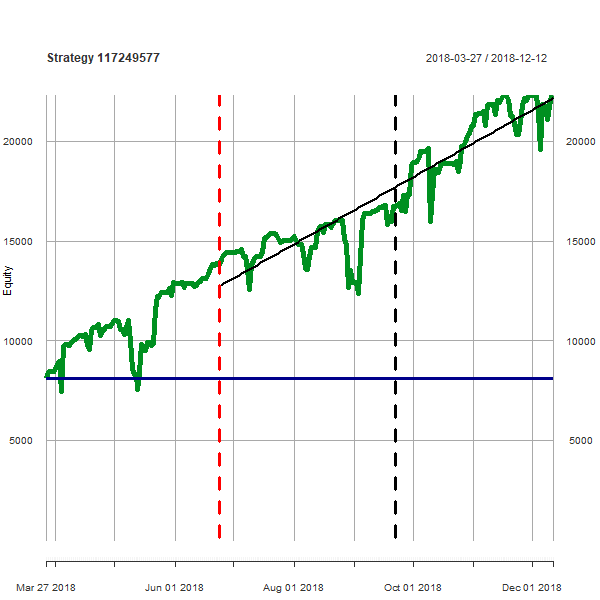 Strategy 117249577 2018-03-27 / 2018-12-12
20000 20000
15000 15000
Equity
10000 10000
5000 5000
Mar 27 2018 Jun 01 2018 Aug 01 2018 Oct 01 2018 Dec 01 2018